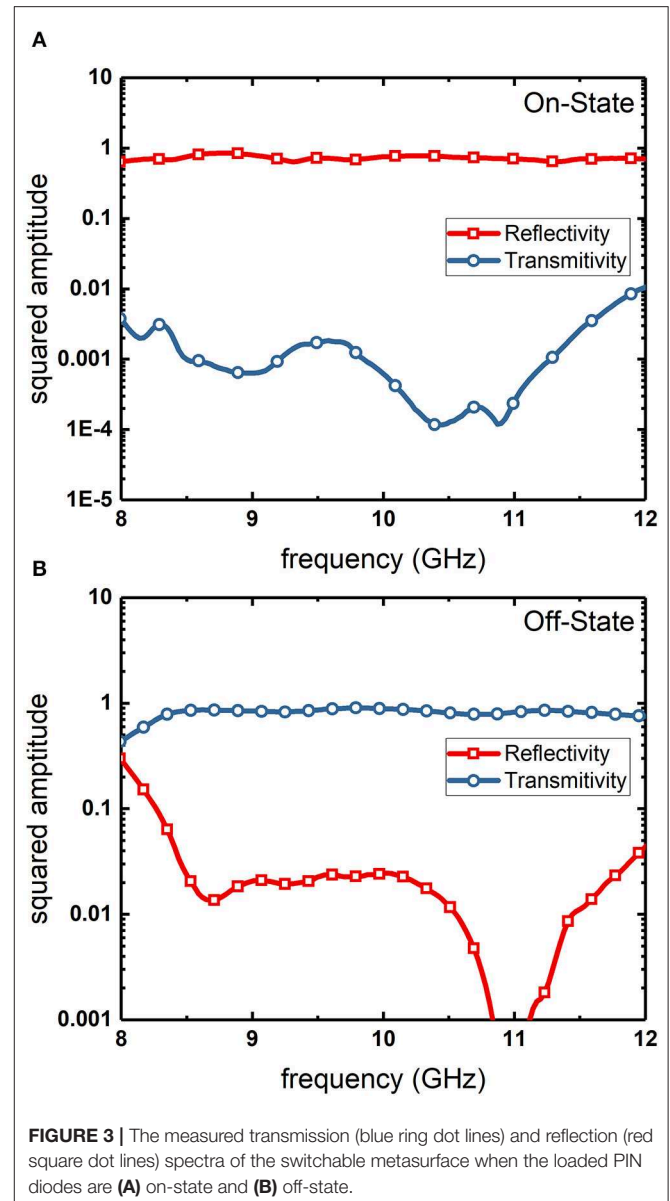 A
On-State
10
1
0.1
0.01
0.001
1E-4
1E-5
squared amptitude
Reflectivity
Transmitivity
8 9 10 11 12
frequency (GHz)
B
Off-State
10
1
0.1
0.01
0.001
squared amptitude
Reflectivity
Transmitivity
8 9 10 11 12
frequency (GHz)
FIGURE 3 | The measured transmission (blue ring dot lines) and reflection (red
square dot lines) spectra of the switchable metasurface when the loaded PIN
diodes are (A) on-state and (B) off-state.